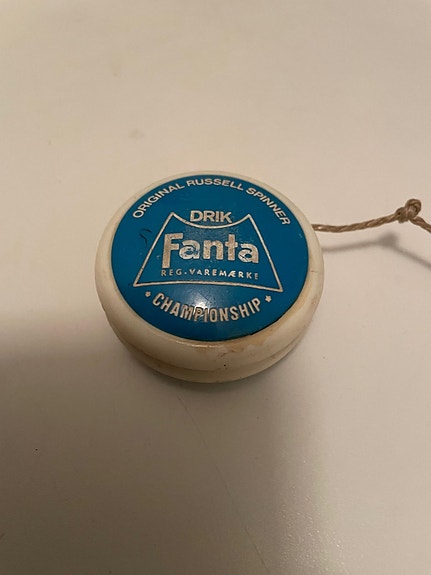 ORIGINAL RUSSELL SPINNER
DRIK
Fanta
REG. VAREMÆRKE
* CHAMPIONSHIP *